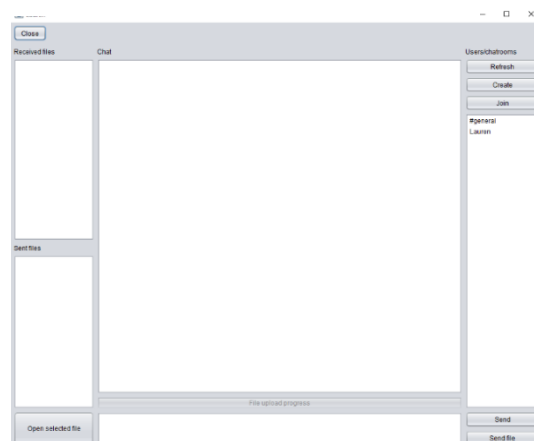 Close
Received files
Chat
Users/chatrooms
Refresh
Create
Join
#general
Lauren
Sent files
File upload progress
Open selected file
Send
Send file